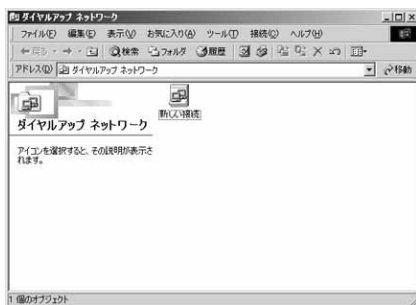 ダイヤルアップ ネットワーク
ファイル(F) 編集(E) 表示(V) お気に入り(A) ツール(T) 接続(C) ヘルプ(H)
戻る 検索 フォルダ 履歴
アドレス(D) ダイヤルアップ ネットワーク 移動
新しい接続
ダイヤルアップ ネットワーク
アイコンを選択すると、その説明が表示さ
れます。
1 個のオブジェクト